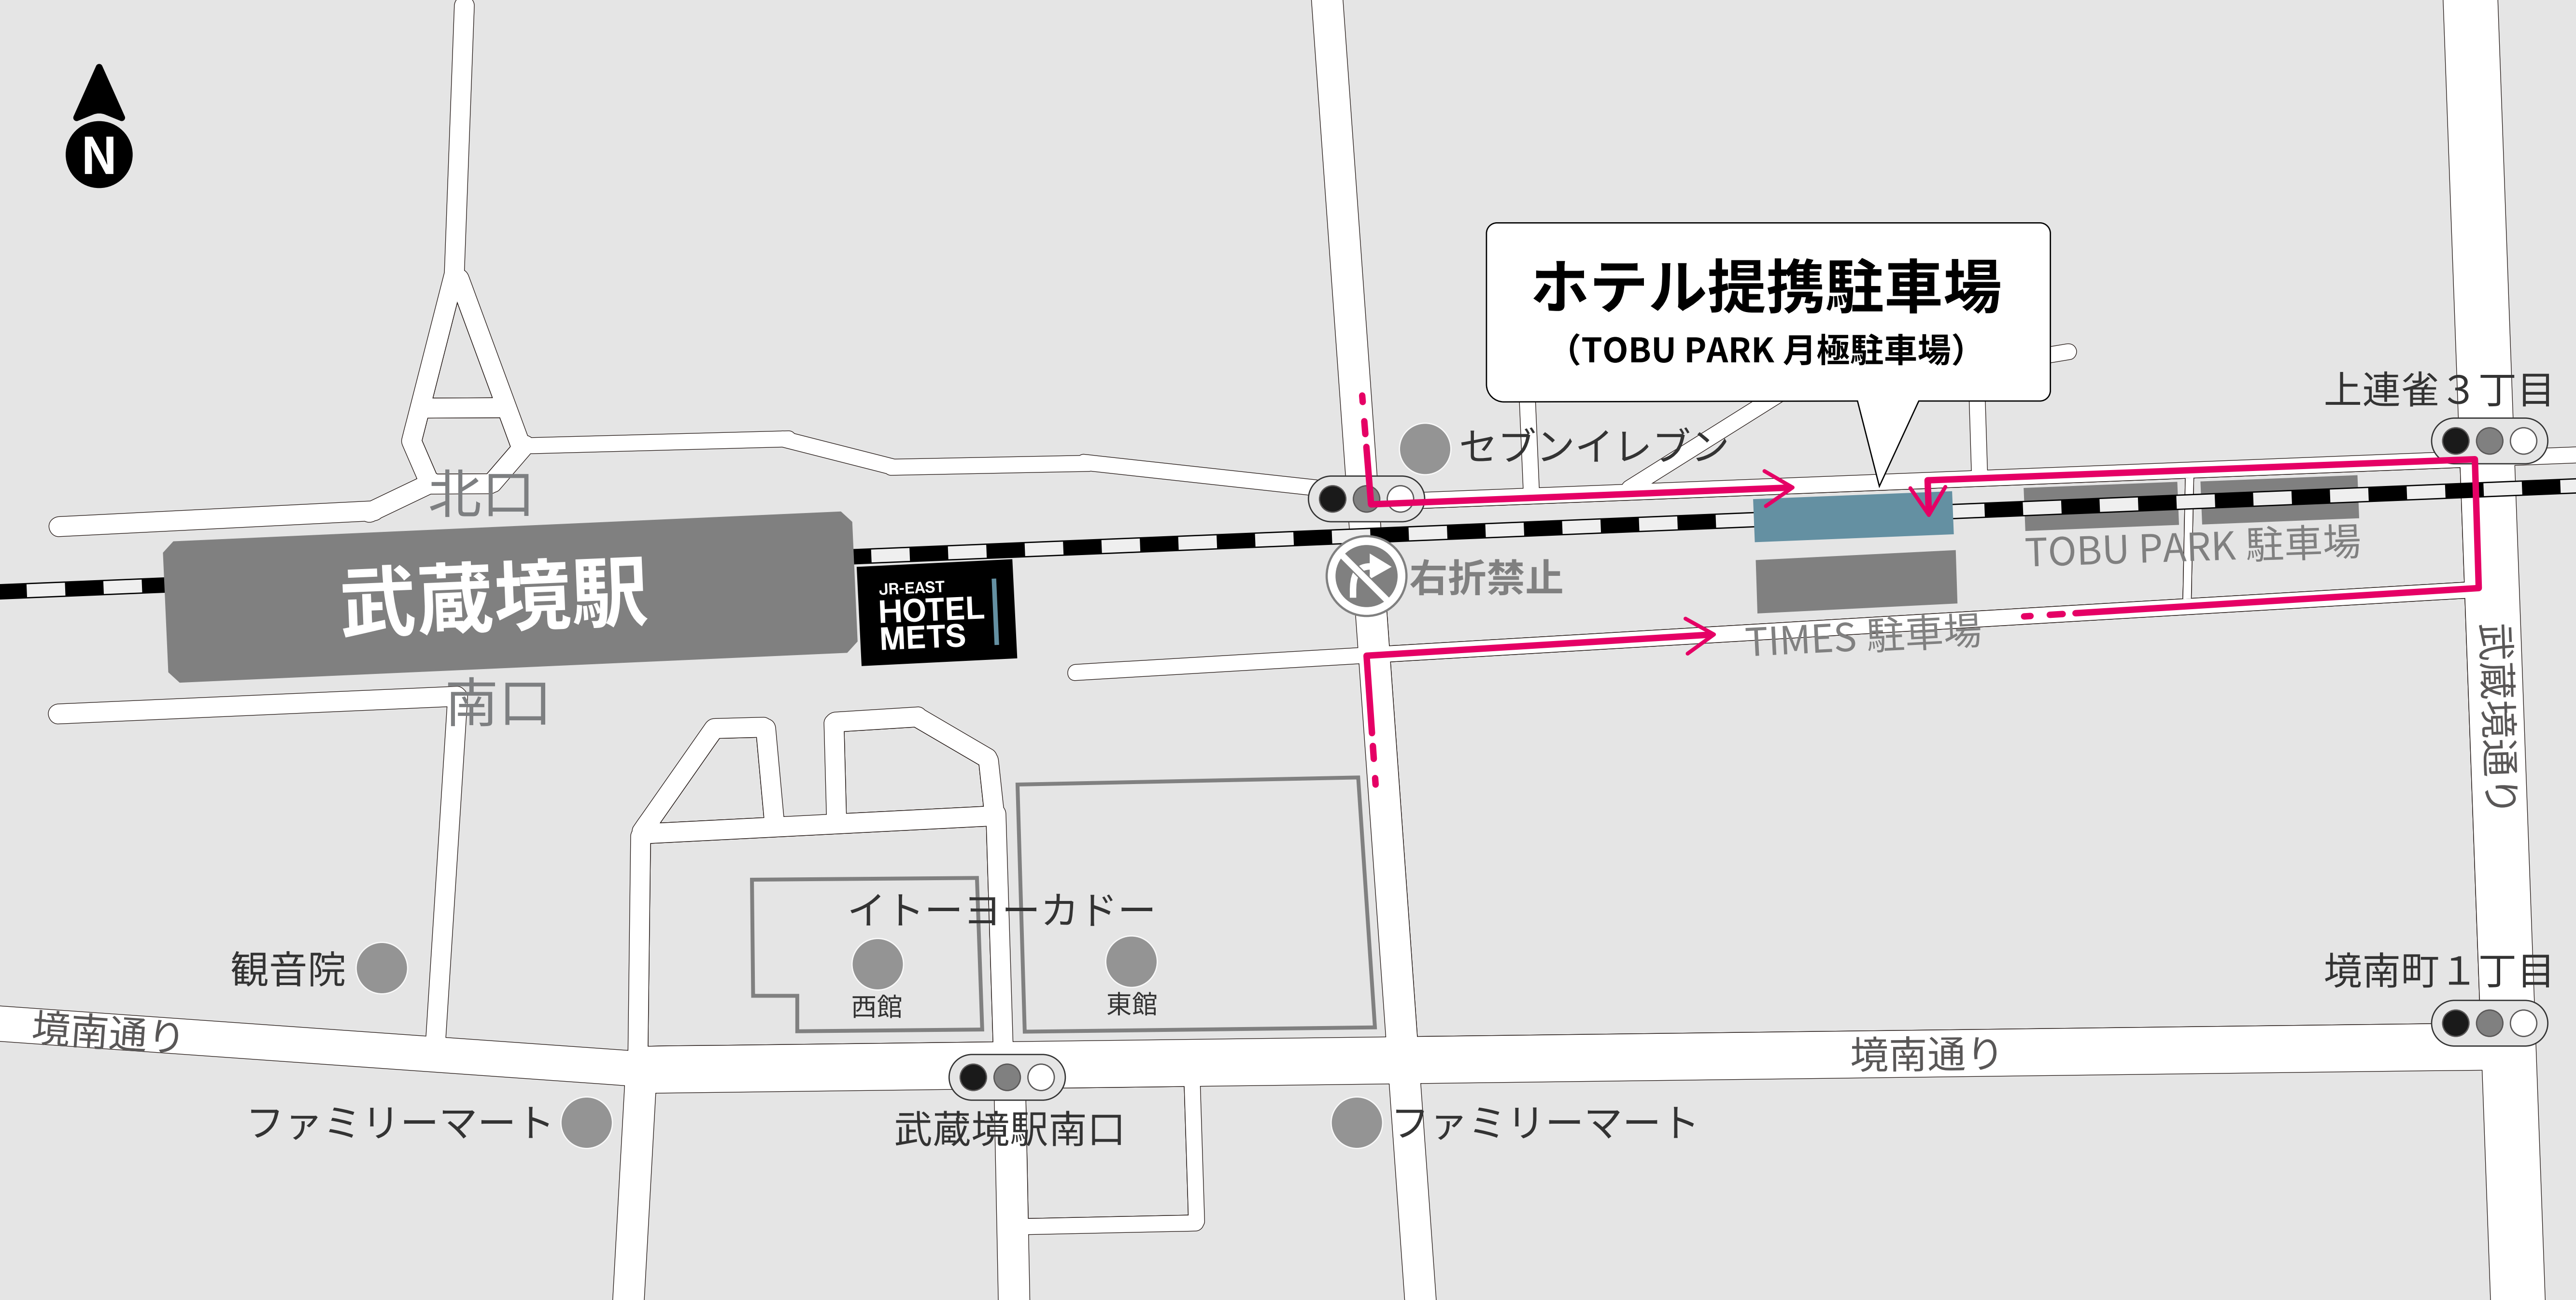 N
ホテル提携駐車場
（TOBU PARK 月極駐車場）
上連雀３丁目
セブンイレブン
北口
武蔵境駅
JR-EAST
HOTEL
METS
右折禁止
TOBU PARK 駐車場
TIMES 駐車場
南口
武蔵境通り
イトーヨーカドー
西館
東館
観音院
境南通り
境南町１丁目
境南通り
ファミリーマート
武蔵境駅南口
ファミリーマート